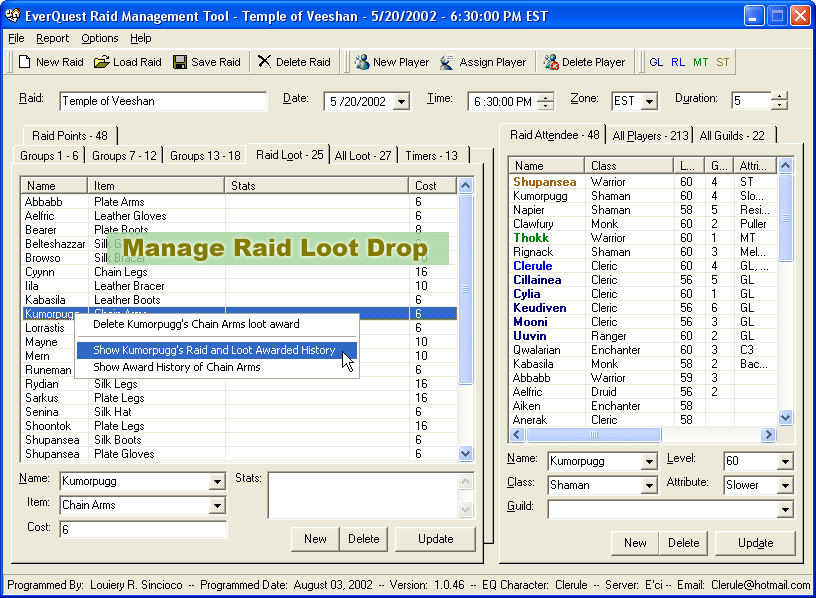 EverQuest Raid Management Tool - Temple of Veeshan - 5/20/2002 - 6:30:00 PM EST
File Report Options Help
New Raid Load Raid Save Raid Delete Raid New Player Assign Player Delete Player GL RL MT ST
Raid: Temple of Veeshan Date: 5/20/2002 Time: 6:30:00 PM Zone: EST Duration: 5
Raid Points - 48
Groups 1 - 6 Groups 7 - 12 Groups 13 - 18 Raid Loot - 25 All Loot - 27 Timers - 13
Name Item Stats Cost
Abbabb Plate Arms 6
Aelfric Leather Gloves 6
Bearer Plate Boots 8
Belteshazzar Silk
Browso Silk Bracer
Manage Raid Loot Drop
Cyynn Chain Legs 16
Iila Leather Bracer 10
Kabasila Leather Boots 6
Kumorpugg Chain Arms 6
Lorrastis 6
Mayne 10
Mern 10
Runeman 6
Delete Kumorpugg's Chain Arms loot award
Show Kumorpugg's Raid and Loot Awarded History
Show Award History of Chain Arms
Rydian Silk Legs 16
Sarkus Plate Legs 16
Senina Silk Hat 6
Shoontok Plate Legs 16
Shupansea Silk Boots 6
Shupansea Plate Gloves 6
Name: Kumorpugg Stats:
Item: Chain Arms
Cost: 6
New Delete Update
Raid Attendee - 48 All Players - 213 All Guilds - 22
Name Class L... G... Attri...
Shupansea Warrior 60 4 ST
Kumorpugg Shaman 60 4 Slo...
Napier Shaman 58 5 Resi...
Clawfury Monk 60 2 Puller
Thokk Warrior 60 1 MT
Rignack Shaman 60 3 Mel...
Clerule Cleric 60 4 GL, ...
Cillainea Cleric 56 5 GL
Cylia Cleric 60 1 GL
Keudiven Cleric 56 6 GL
Mooni Cleric 56 3 GL
Uuvin Ranger 60 2 GL
Qwalarian Enchanter 60 3 C3
Kabasila Monk 58 2 Bac...
Abbabb Warrior 59 3
Aelfric Druid 56 2
Aiken Enchanter 58
Anerak Cleric 58
Name: Kumorpugg Level: 60
Class: Shaman Attribute: Slower
Guild:
New Delete Update
Programmed By: Louiery R. Sincioco -- Programmed Date: August 03, 2002 -- Version: 1.0.46 -- EQ Character: Clerule -- Server: E'ci -- Email: Clerule@hotmail.com